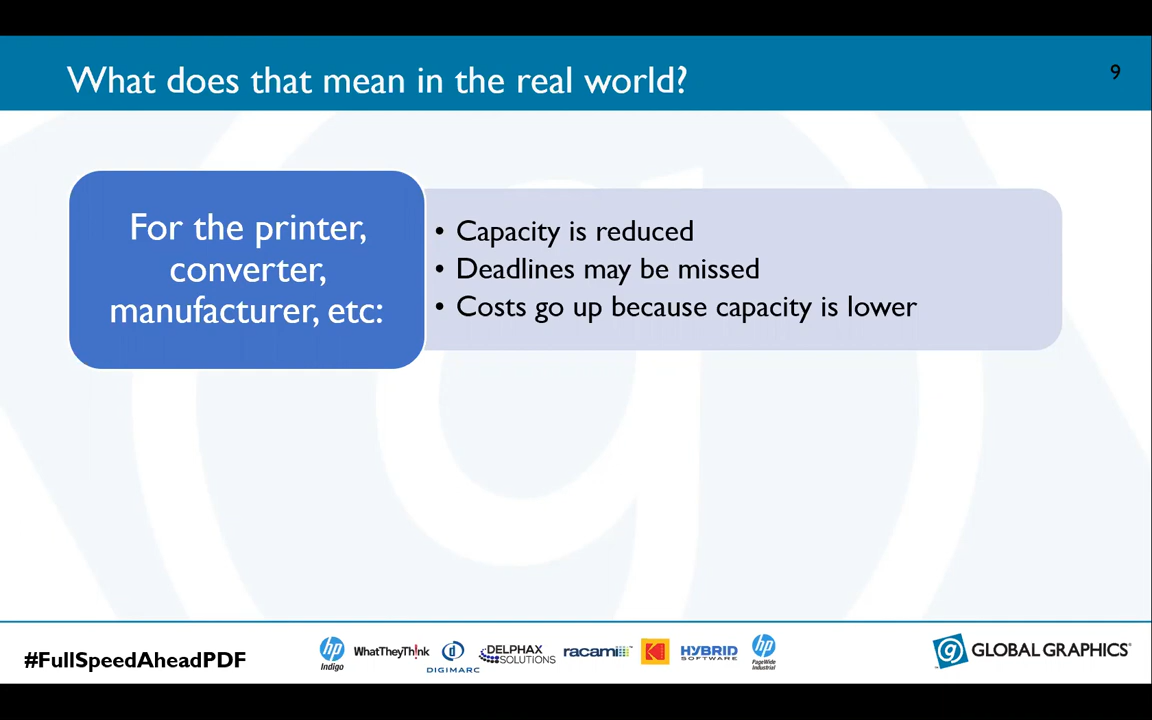 What does that mean in the real world?
9
For the printer,
converter,
manufacturer, etc:
• Capacity is reduced
• Deadlines may be missed
• Costs go up because capacity is lower
#FullSpeedAheadPDF
hp
Indigo
WhatTheyThink
DIGIMARC
DELPHAX
SOLUTIONS
racami
HYBRID
SOFTWARE
hp
PageWide
Industrial
GLOBAL GRAPHICS®